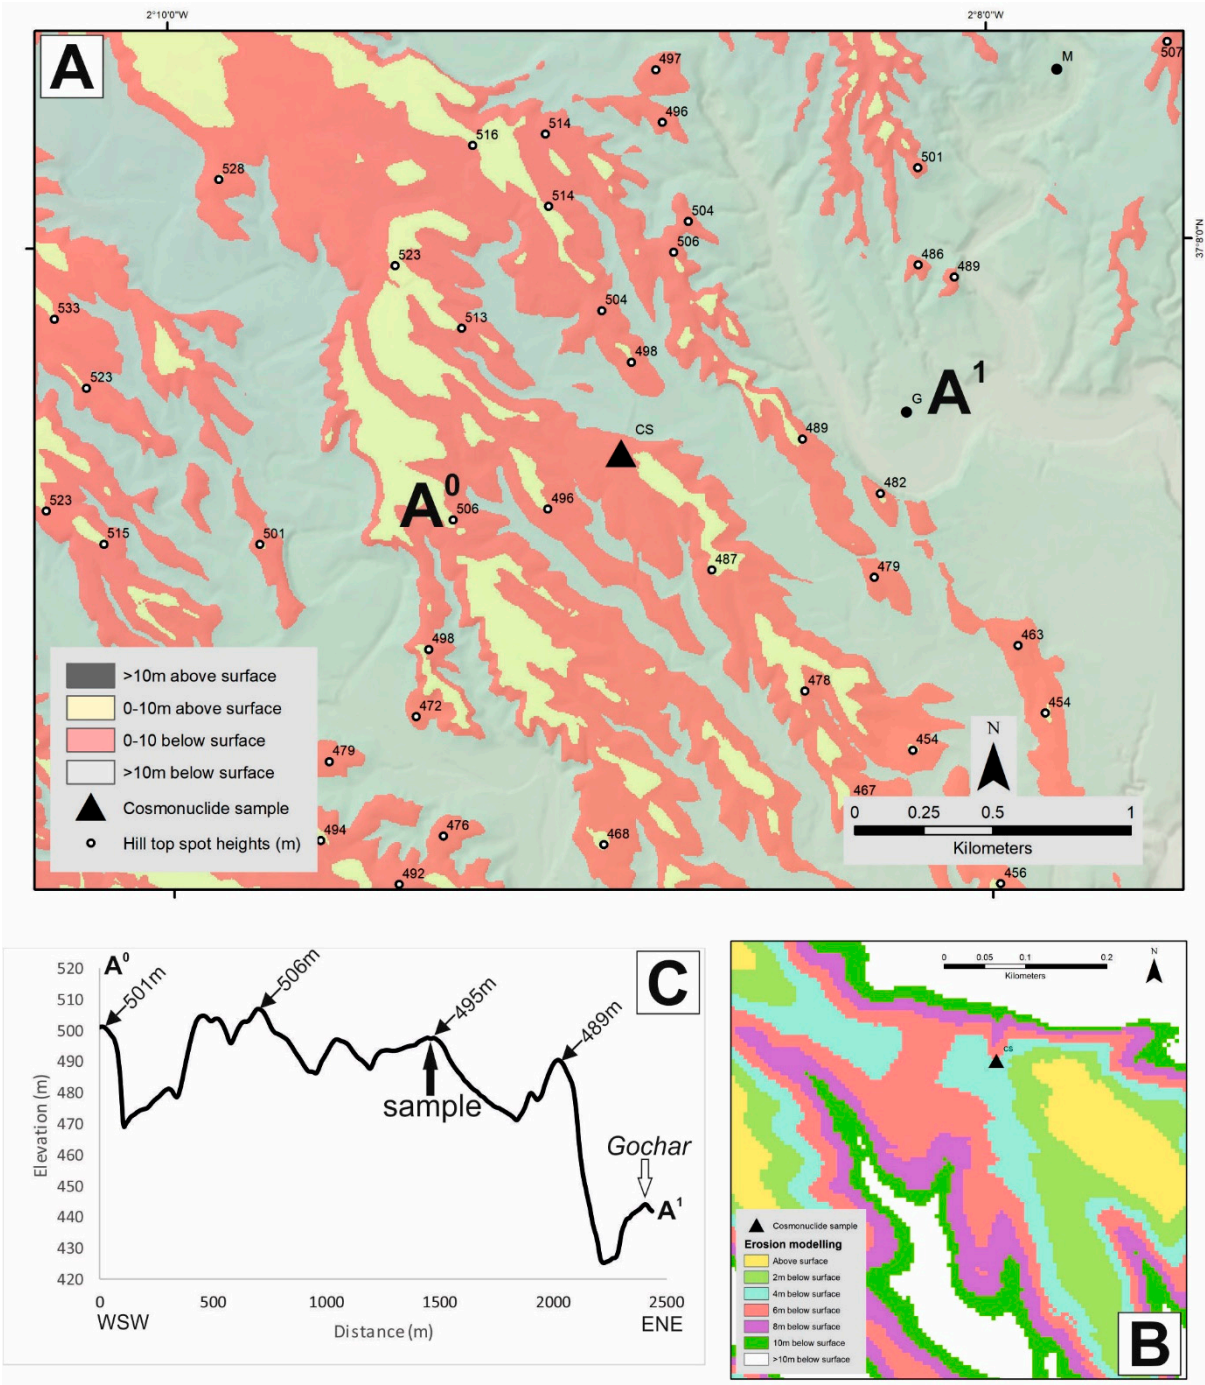 2°10'0"W
2°8'0"W
A
497
M
507
496
514
516
501
528
514
504
506
37°8'0"N
523
486
489
533
504
513
498
523
G
A1
CS
489
A0
482
523
506
496
515
501
487
479
463
498
478
454
472
454
N
479
467
>10m above surface
0-10m above surface
0-10 below surface
>10m below surface
Cosmonuclide sample
Hill top spot heights (m)
494
476
468
492
456
0 0.25 0.5 1
Kilometers
A0
C
501m
506m
495m
489m
sample
Gochar
A1
Elevation (m)
520
510
500
490
480
470
460
450
440
430
420
0 500 1000 1500 2000 2500
WSW
Distance (m)
ENE
0 0.05 0.1 0.2
Kilometers
N
CS
Cosmonuclide sample
Erosion modelling
Above surface
2m below surface
4m below surface
6m below surface
8m below surface
10m below surface
>10m below surface
B